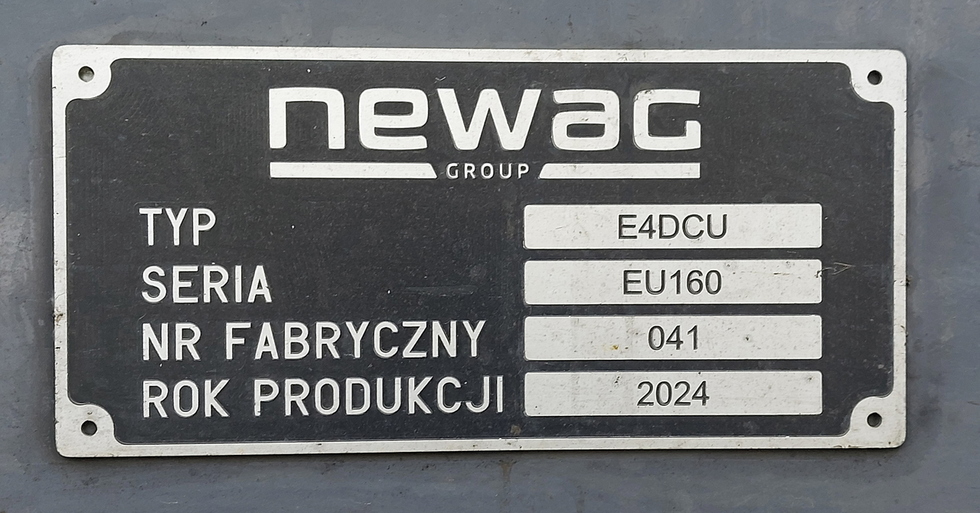 newag
GROUP
TYP E4DCU
SERIA EU160
NR FABRYCZNY 041
ROK PRODUKCJI 2024